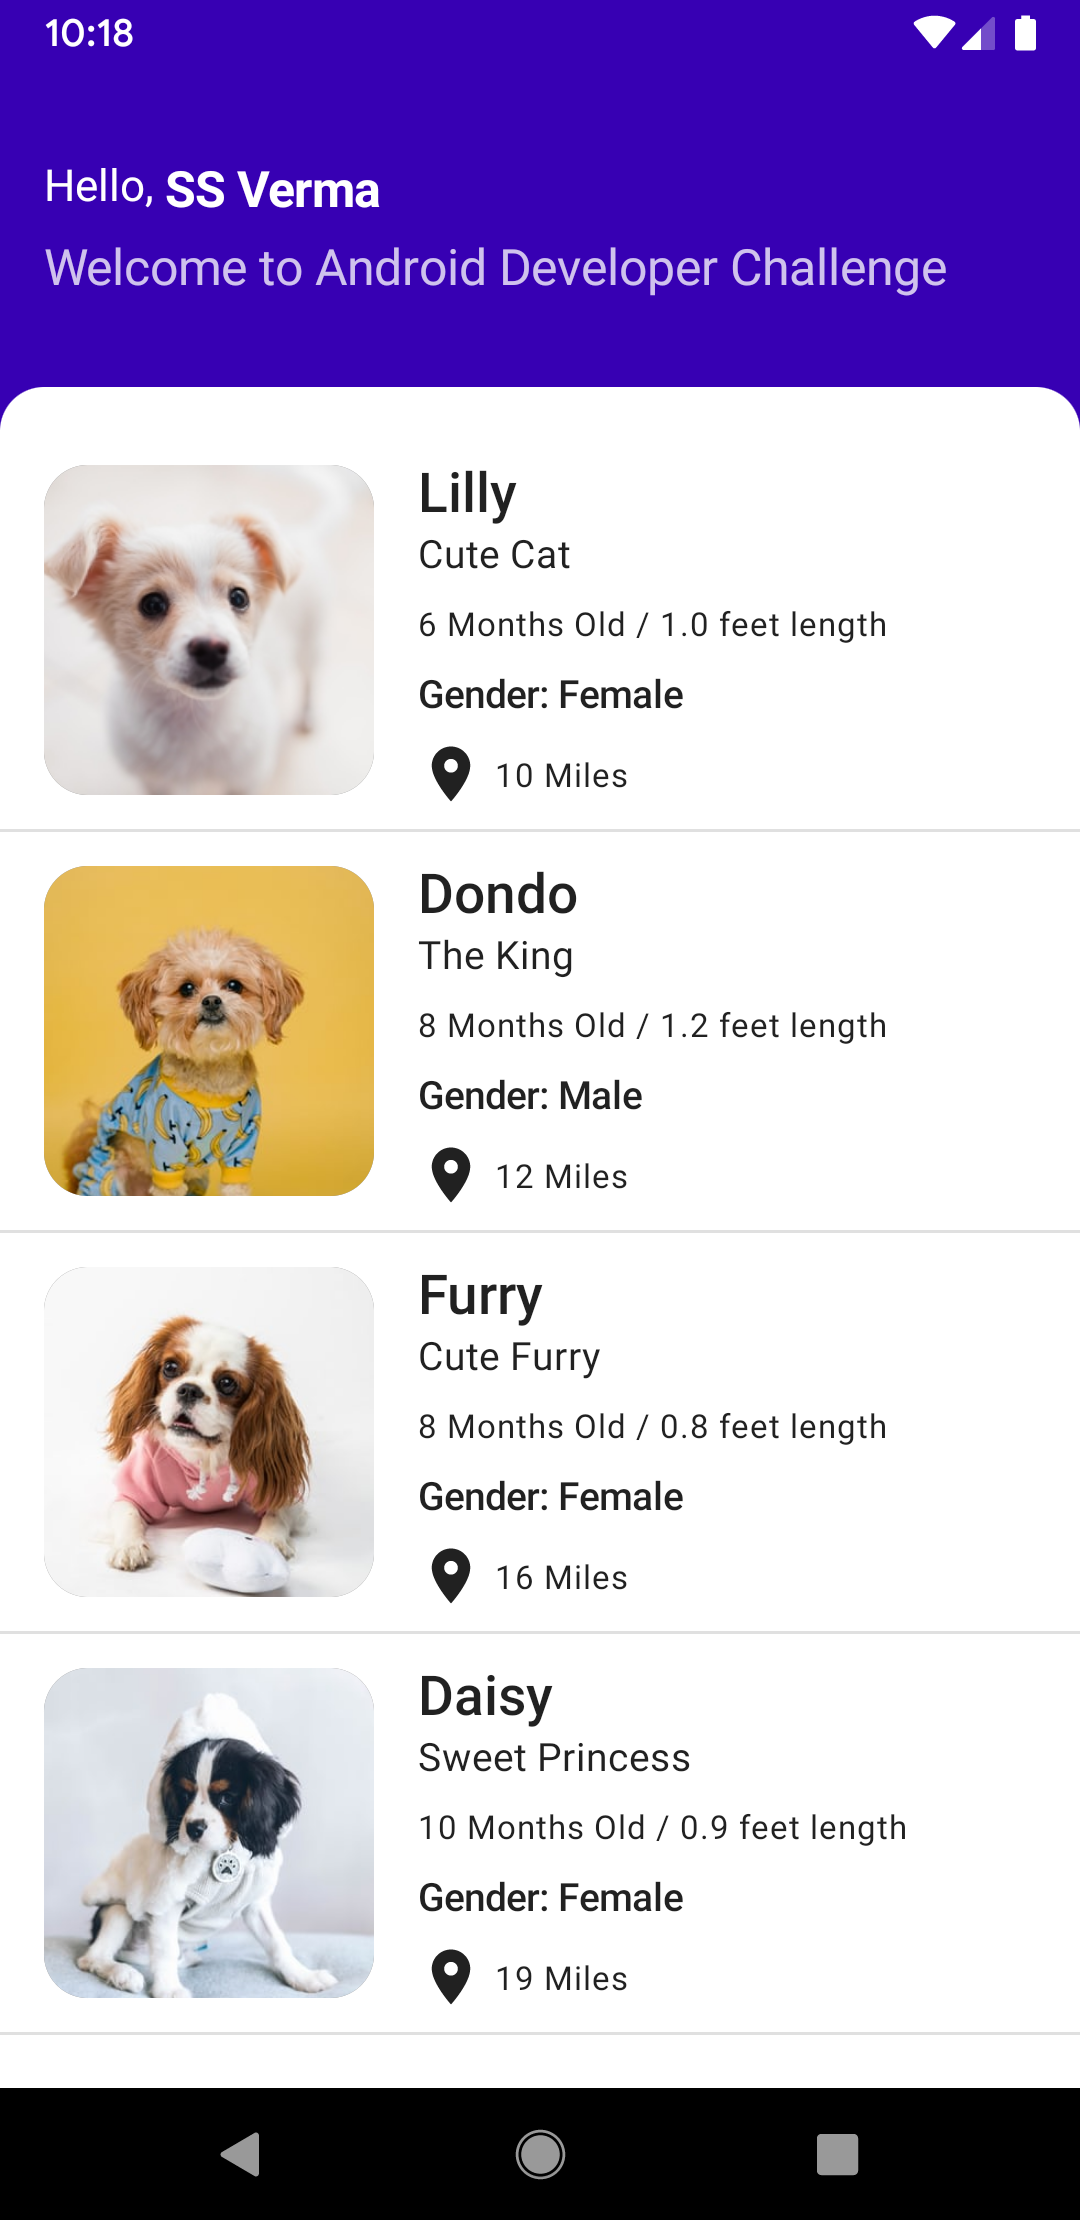 10:18
Hello, SS Verma
Welcome to Android Developer Challenge
Lilly
Cute Cat
6 Months Old / 1.0 feet length
Gender: Female
10 Miles
Dondo
The King
8 Months Old / 1.2 feet length
Gender: Male
12 Miles
Furry
Cute Furry
8 Months Old / 0.8 feet length
Gender: Female
16 Miles
Daisy
Sweet Princess
10 Months Old / 0.9 feet length
Gender: Female
19 Miles